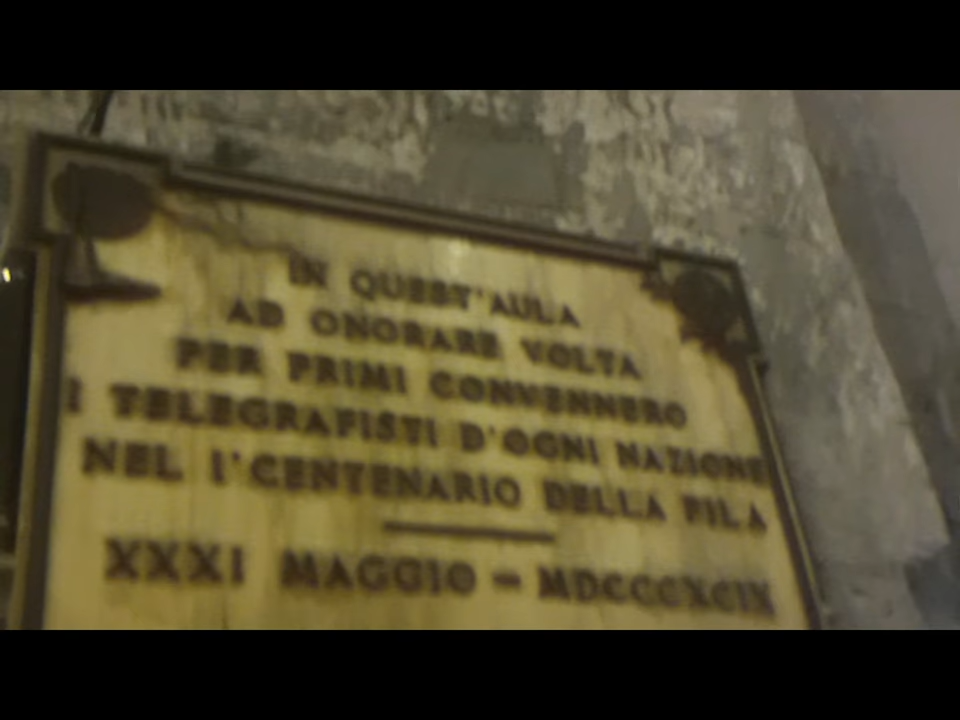 IN QUEST'AULA
AD ONORARE VOLTA
PER PRIMI CONVENNERO
I TELEGRAFISTI D'OGNI NAZIONE
NEL I° CENTENARIO DELLA PILA
XXXI MAGGIO - MDCCCXCIX